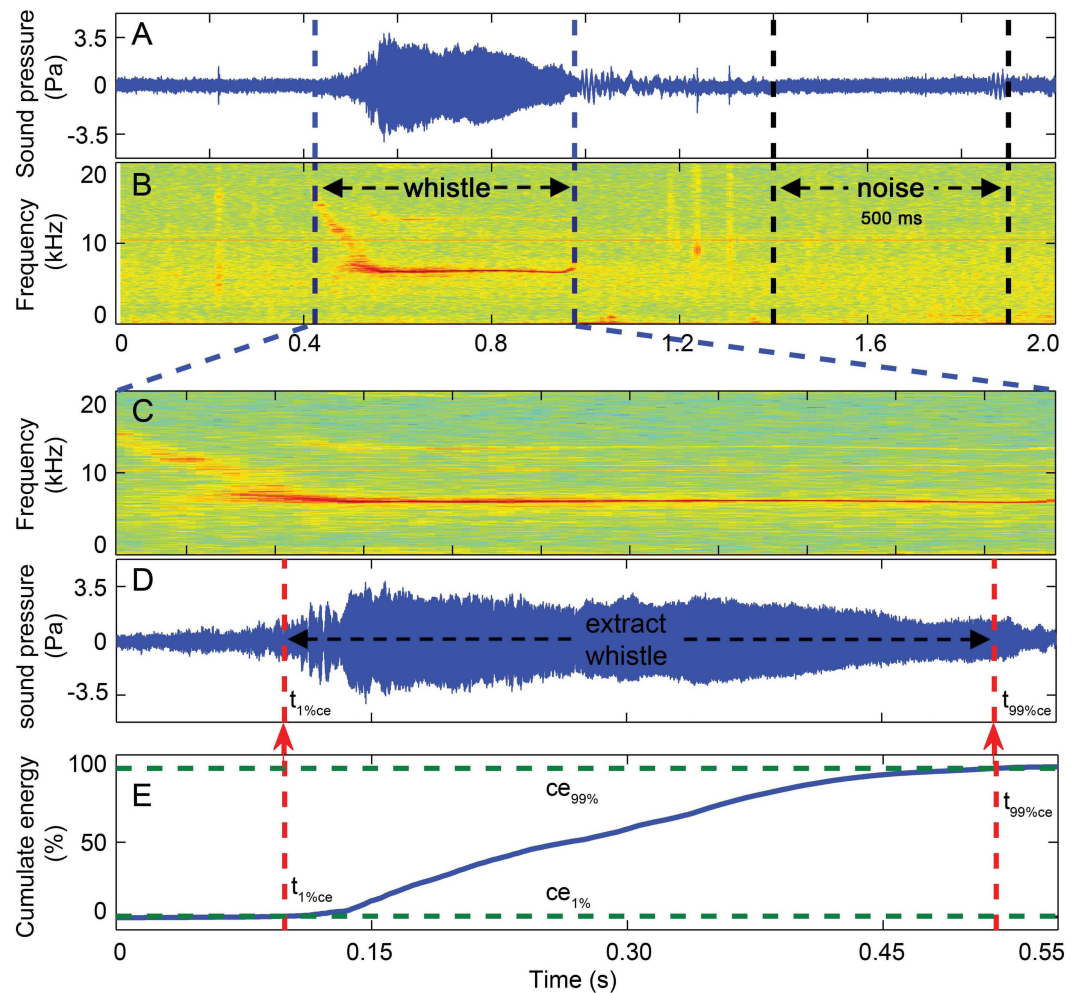 A
Sound pressure
(Pa)
3.5
0
-3.5
B
whistle
noise
500 ms
Frequency
(kHz)
20
10
0
0 0.4 0.8 1.2 1.6 2.0
C
Frequency
(kHz)
20
10
0
D
sound pressure
(Pa)
3.5
0
-3.5
extract
whistle
t1%ce
t99%ce
E
Cumulate energy
(%)
100
50
0
ce99%
t99%ce
t1%ce
ce1%
0 0.15 0.30 0.45 0.55
Time (s)